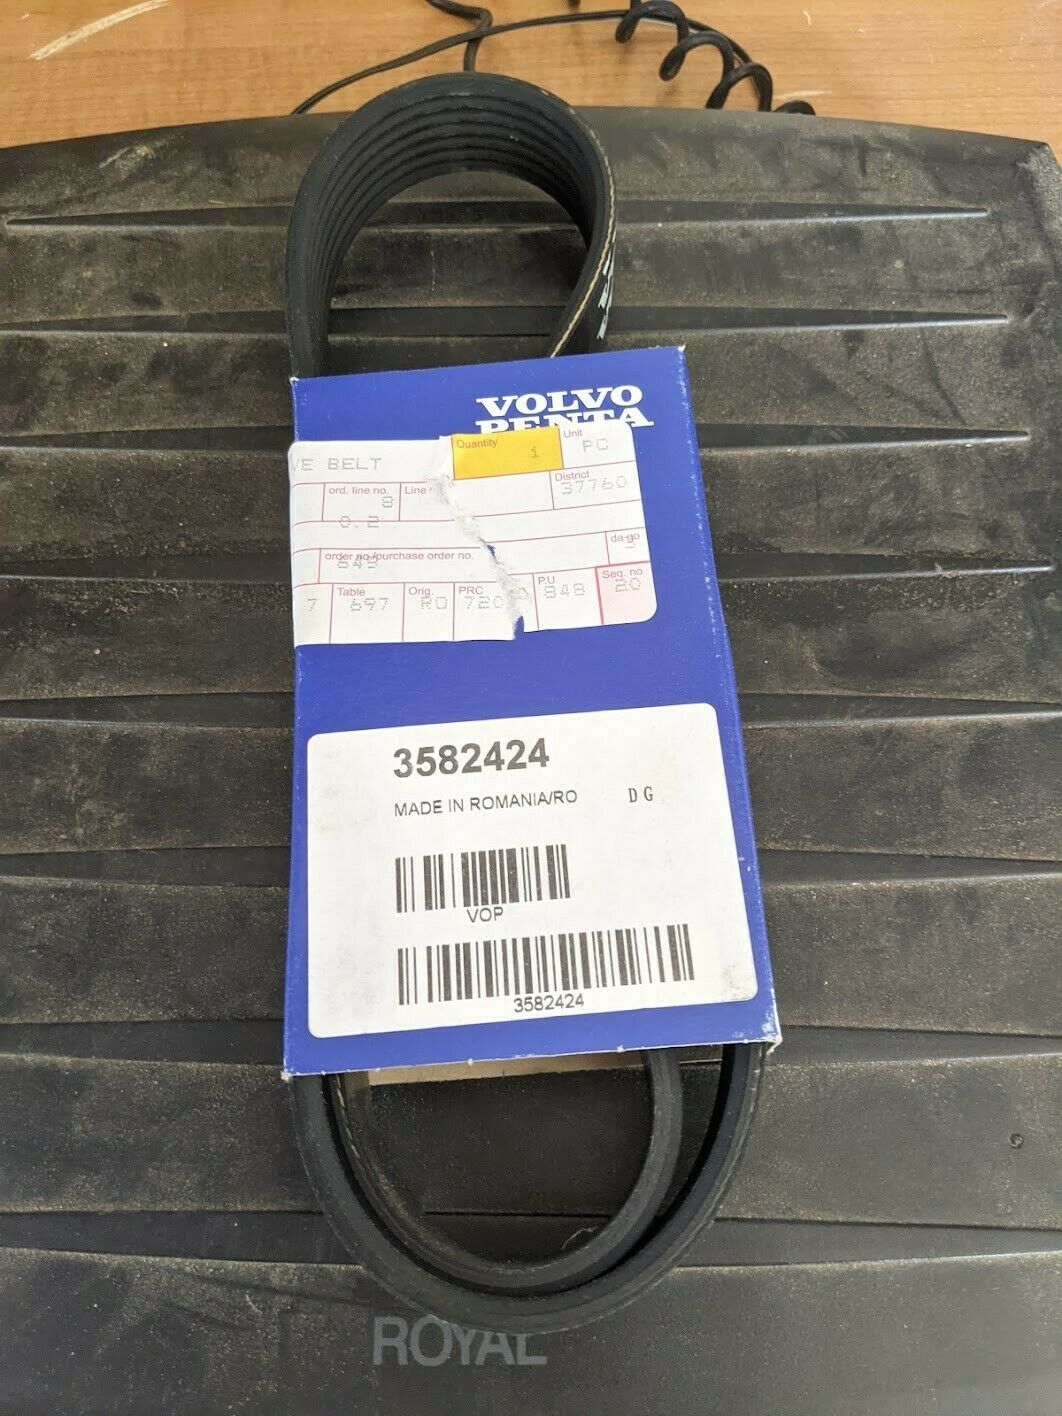 VOLVO
PENTA
Quantity 1 Unit PC
VE BELT
ord. line no. 8 Line District 37760
0.2
order no/purchase order no. da-go
7 Table 697 Orig. RO PRC 720 P.U 848 Seq. no 20
3582424
MADE IN ROMANIA/RO DG
VOP
3582424
ROYAL